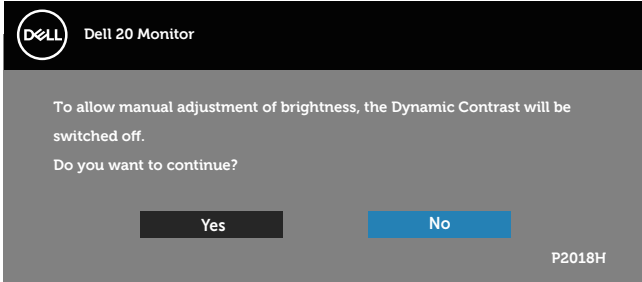 DELL
Dell 20 Monitor
To allow manual adjustment of brightness, the Dynamic Contrast will be
switched off.
Do you want to continue?
Yes
No
P2018H